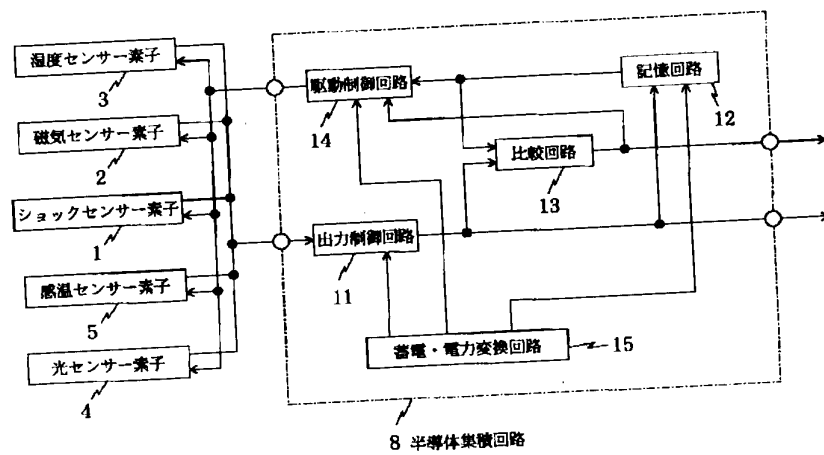 湿度センサー素子
3
磁気センサー素子
2
ショックセンサー素子
1
感温センサー素子
5
光センサー素子
4
駆動制御回路
14
記憶回路
12
比較回路
13
出力制御回路
11
蓄電・電力変換回路
15
8 半導体集積回路